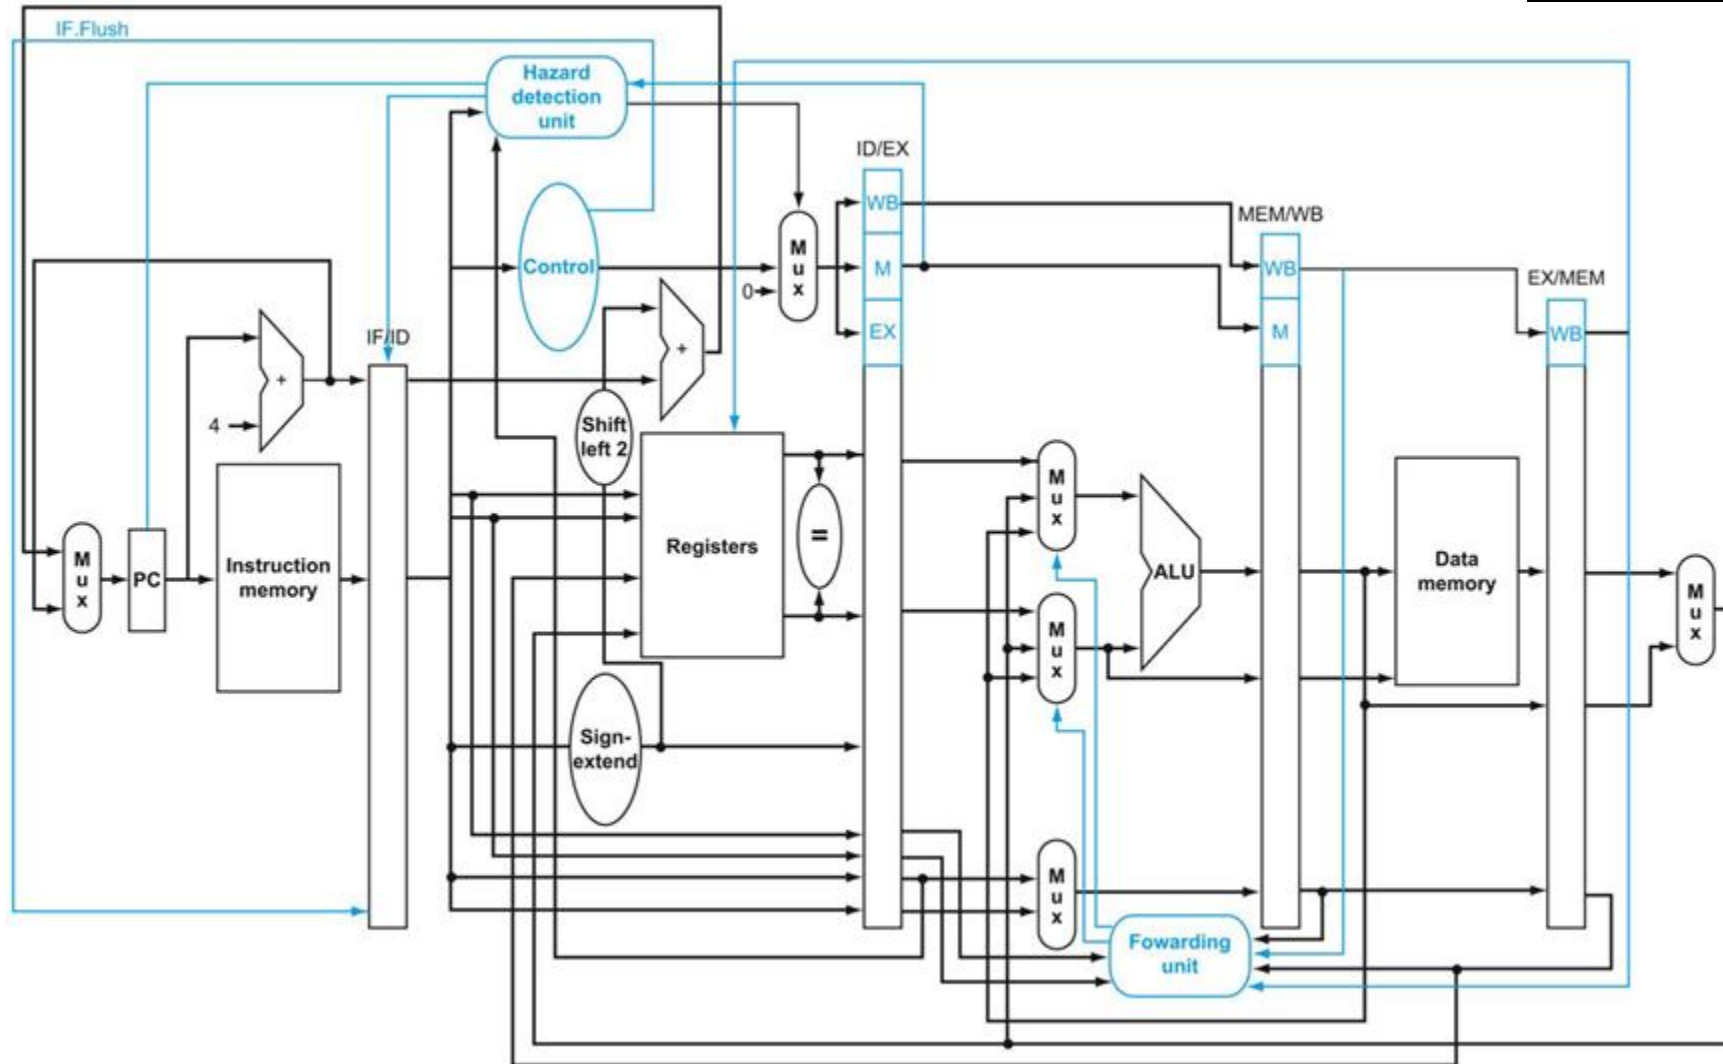 IF.Flush
Hazard
detection
unit
ID/EX
WB
M
EX
MEM/WB
WB
M
EX/MEM
WB
Control
M
u
x
0
+
IF/ID
+
4
Shift
left 2
M
u
x
PC
Instruction
memory
Registers
=
M
u
x
ALU
M
u
x
Data
memory
M
u
x
Sign-
extend
M
u
x
Fowarding
unit